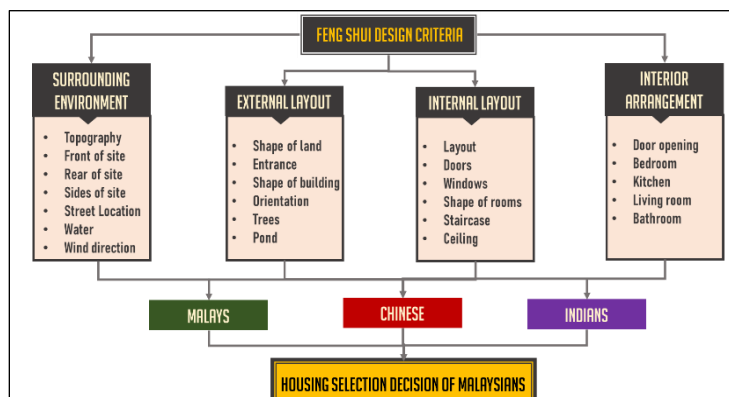 FENG SHUI DESIGN CRITERIA
SURROUNDING
ENVIRONMENT
• Topography
• Front of site
• Rear of site
• Sides of site
• Street Location
• Water
• Wind direction
EXTERNAL LAYOUT
• Shape of land
• Entrance
• Shape of building
• Orientation
• Trees
• Pond
INTERNAL LAYOUT
• Layout
• Doors
• Windows
• Shape of rooms
• Staircase
• Ceiling
INTERIOR
ARRANGEMENT
• Door opening
• Bedroom
• Kitchen
• Living room
• Bathroom
MALAYS
CHINESE
INDIANS
HOUSING SELECTION DECISION OF MALAYSIANS